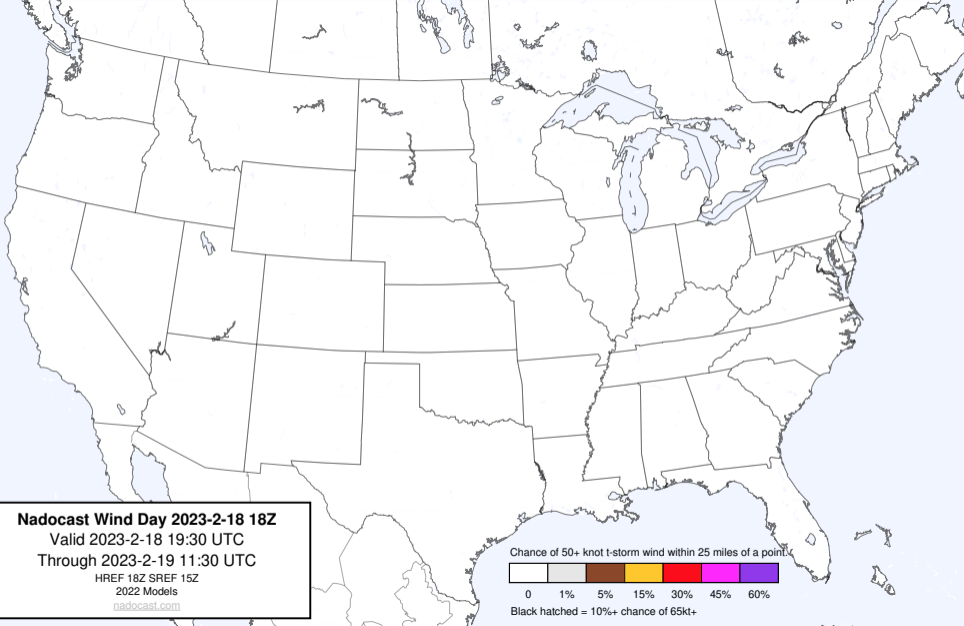 Nadocast Wind Day 2023-2-18 18Z
Valid 2023-2-18 19:30 UTC
Through 2023-2-19 11:30 UTC
HREF 18Z SREF 15Z
2022 Models
nadocast.com
Chance of 50+ knot t-storm wind within 25 miles of a point.
0 1% 5% 15% 30% 45% 60%
Black hatched = 10%+ chance of 65kt+